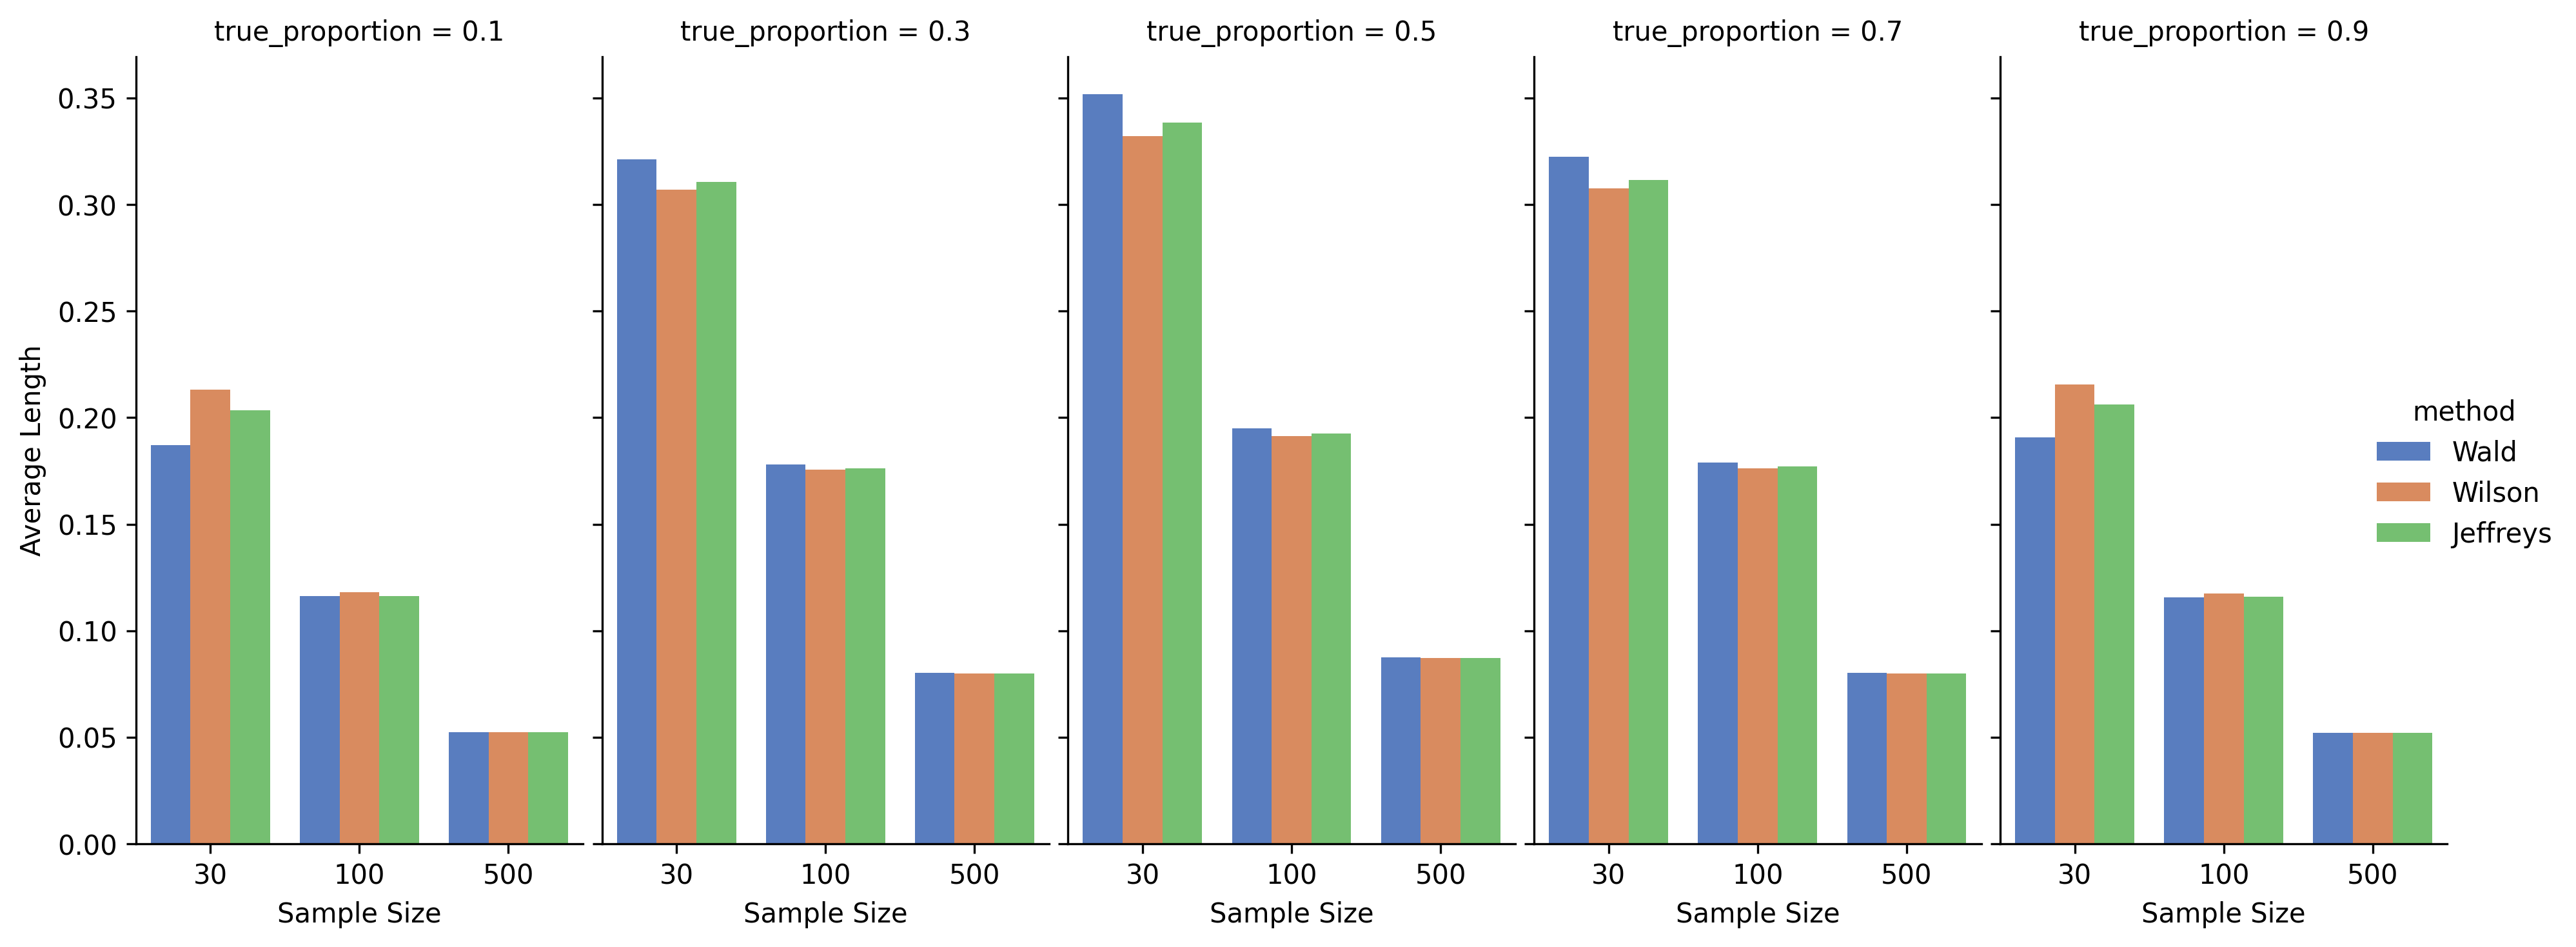 true_proportion = 0.1
true_proportion = 0.3
true_proportion = 0.5
true_proportion = 0.7
true_proportion = 0.9
Average Length
0.35
0.30
0.25
0.20
0.15
0.10
0.05
0.00
30 100 500
30 100 500
30 100 500
30 100 500
30 100 500
Sample Size
Sample Size
Sample Size
Sample Size
Sample Size
method
Wald
Wilson
Jeffreys